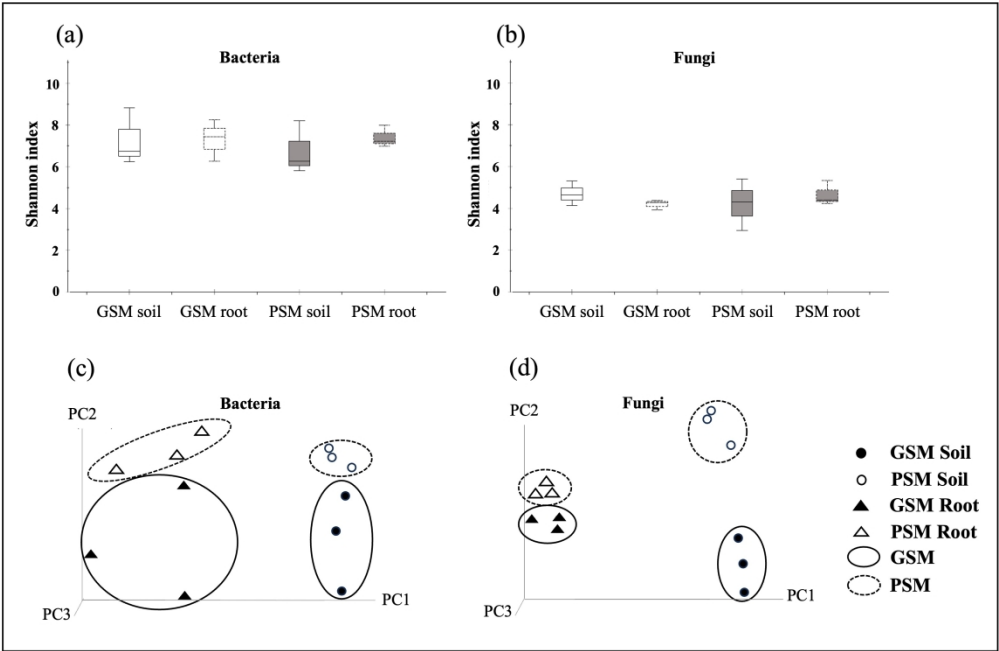 (a)
Bacteria
Shannon index
10
8
6
4
2
0
GSM soil GSM root PSM soil PSM root
(b)
Fungi
Shannon index
10
8
6
4
2
0
GSM soil GSM root PSM soil PSM root
(c)
Bacteria
PC2
PC1
PC3
(d)
Fungi
PC2
PC1
PC3
GSM Soil
PSM Soil
GSM Root
PSM Root
GSM
PSM